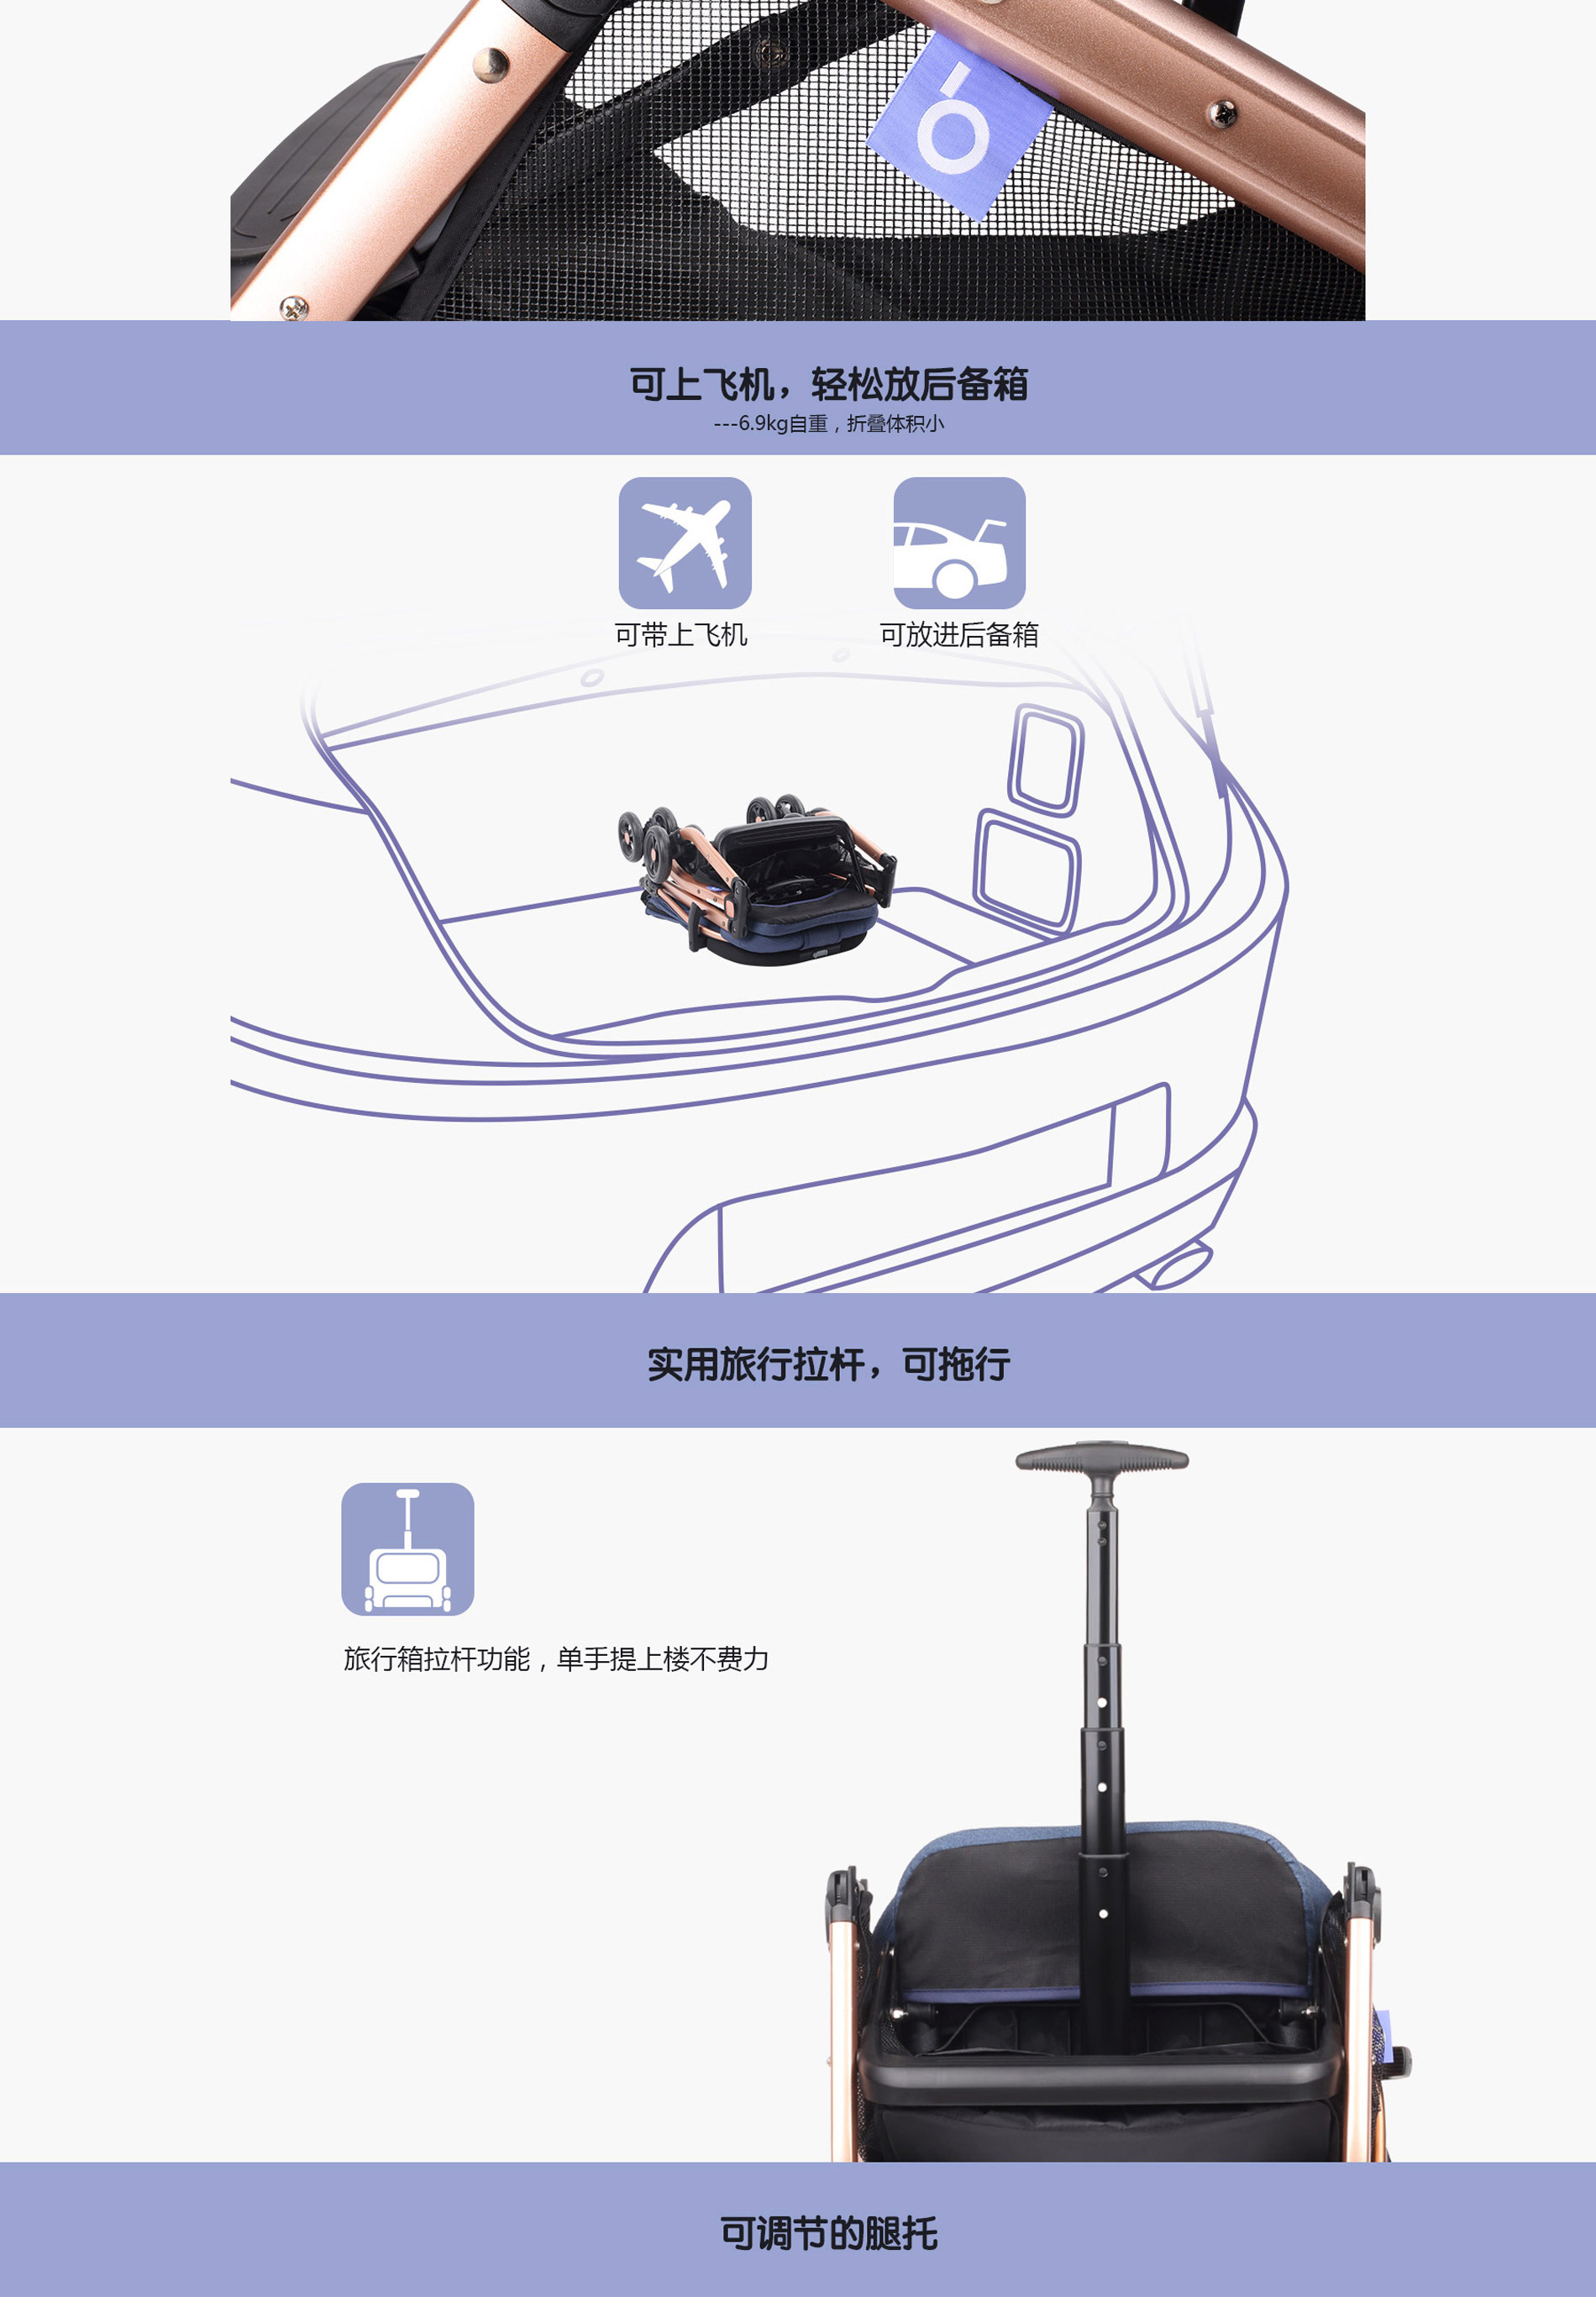 可上飞机，轻松放后备箱
---6.9kg自重，折叠体积小
可带上飞机
可放进后备箱
实用旅行拉杆，可拖行
旅行箱拉杆功能，单手提上楼不费力
可调节的腿托